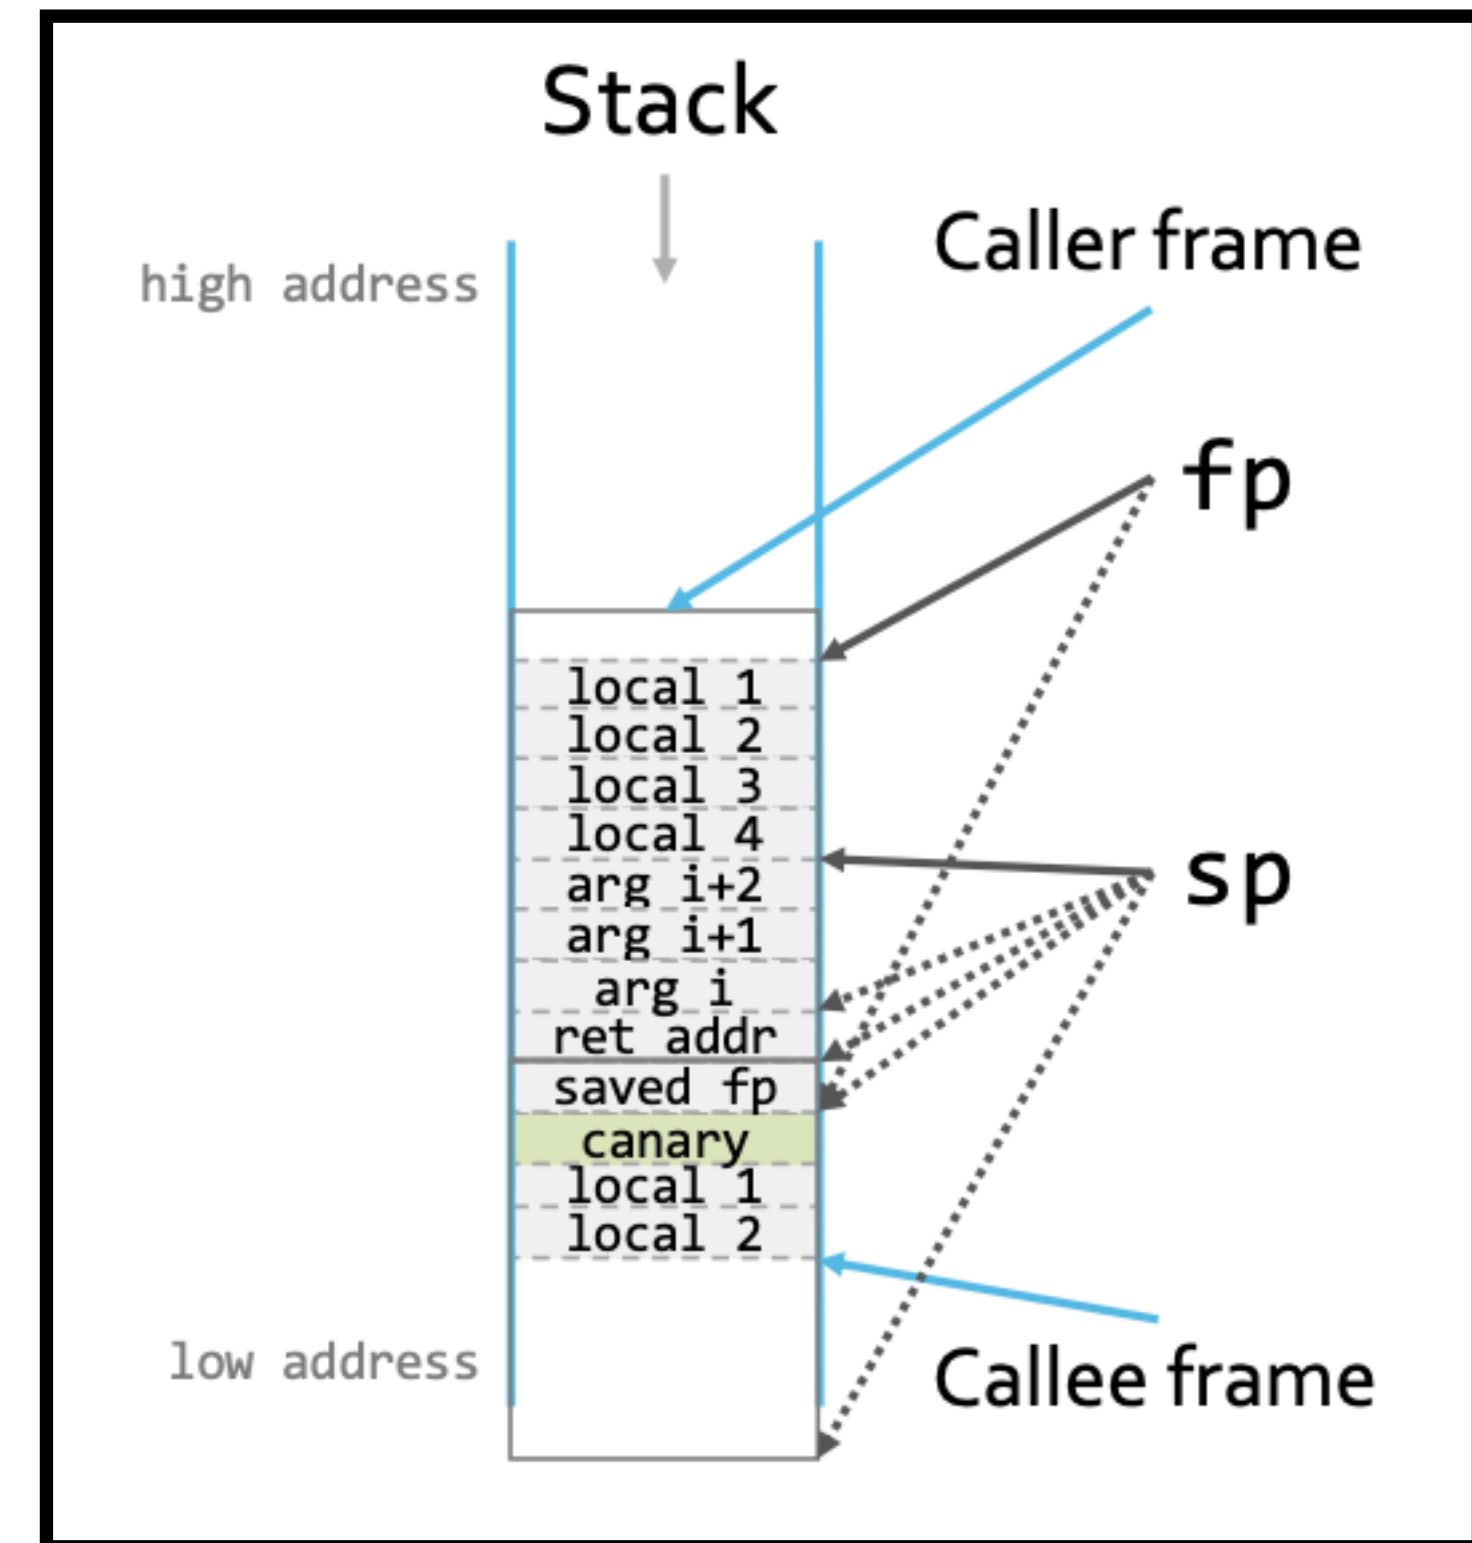 Stack
Caller frame
high address
fp
local 1
local 2
local 3
local 4
sp
arg i+2
arg i+1
arg i
ret addr
saved fp
canary
local 1
local 2
low address
Callee frame